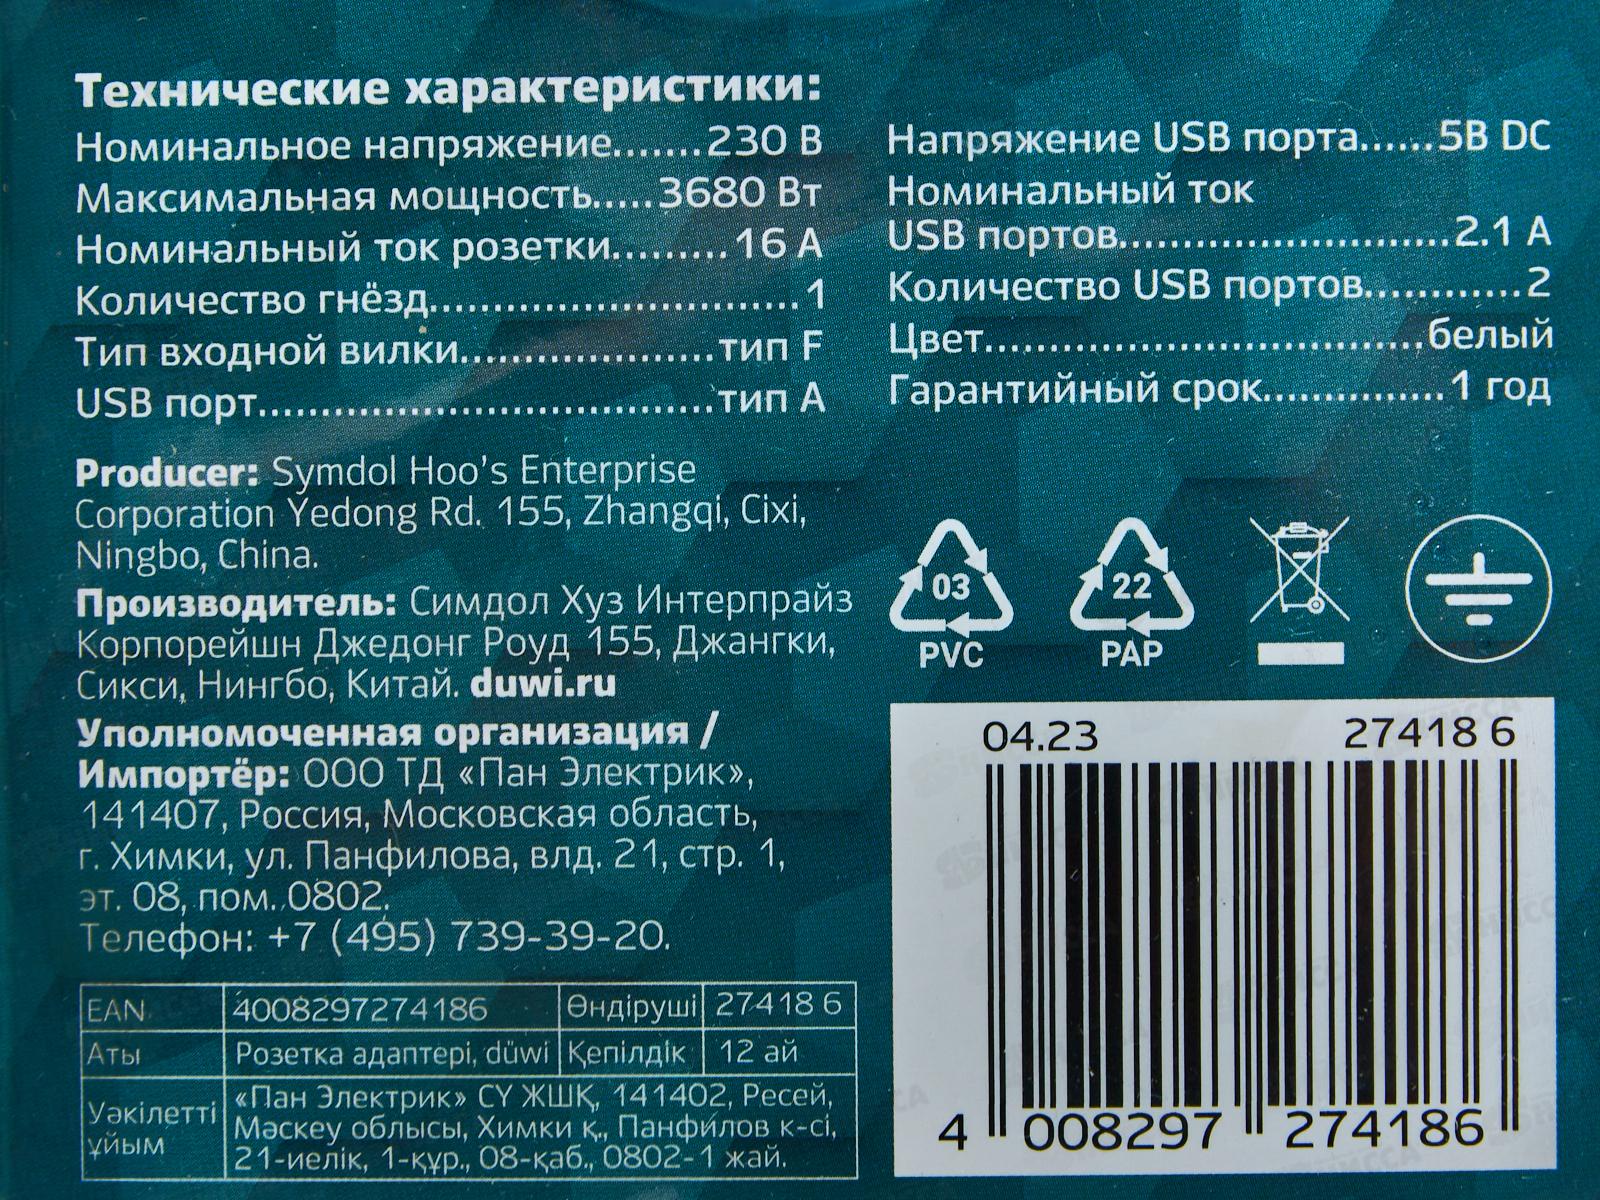 Технические характеристики:
Номинальное напряжение.......230 В
Максимальная мощность.....3680 Вт
Номинальный ток розетки.........16 А
Количество гнёзд..............................1
Тип входной вилки....................тип F
USB порт....................................тип A
Напряжение USB порта......5В DC
Номинальный ток
USB портов..........................2.1 А
Количество USB портов.............2
Цвет...................................белый
Гарантийный срок...............1 год
Producer: Symdol Hoo's Enterprise
Corporation Yedong Rd. 155, Zhangqi, Cixi,
Ningbo, China.
Производитель: Симдол Хуз Интерпрайз
Корпорейшн Джедонг Роуд 155, Джангки,
Сикси, Нингбо, Китай. duwi.ru
Уполномоченная организация /
Импортёр: ООО ТД «Пан Электрик»,
141407, Россия, Московская область,
г. Химки, ул. Панфилова, влд. 21, стр. 1,
эт. 08, пом. 0802.
Телефон: +7 (495) 739-39-20.
EAN 4008297274186 Өндіруші 27418 6
Аты Розетка адаптері, düwi Кепілдік 12 ай
Уәкілетті ұйым «Пан Электрик» СҮ ЖШҚ, 141402, Ресей,
Мәскеу облысы, Химки қ., Панфилов к-сі,
21-иелік, 1-құр., 08-қаб., 0802-1 жай.
03 22
PVC PAP
04.23 27418 6
4 008297 274186